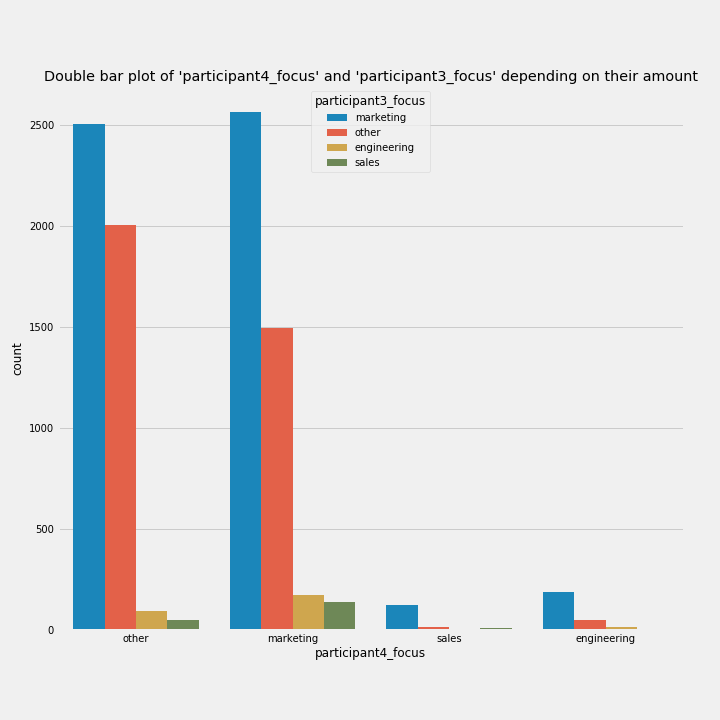 Double bar plot of 'participant4_focus' and 'participant3_focus' depending on their amount
participant3_focus
marketing
other
engineering
sales
2500
2000
1500
1000
500
0
count
other
marketing
sales
engineering
participant4_focus